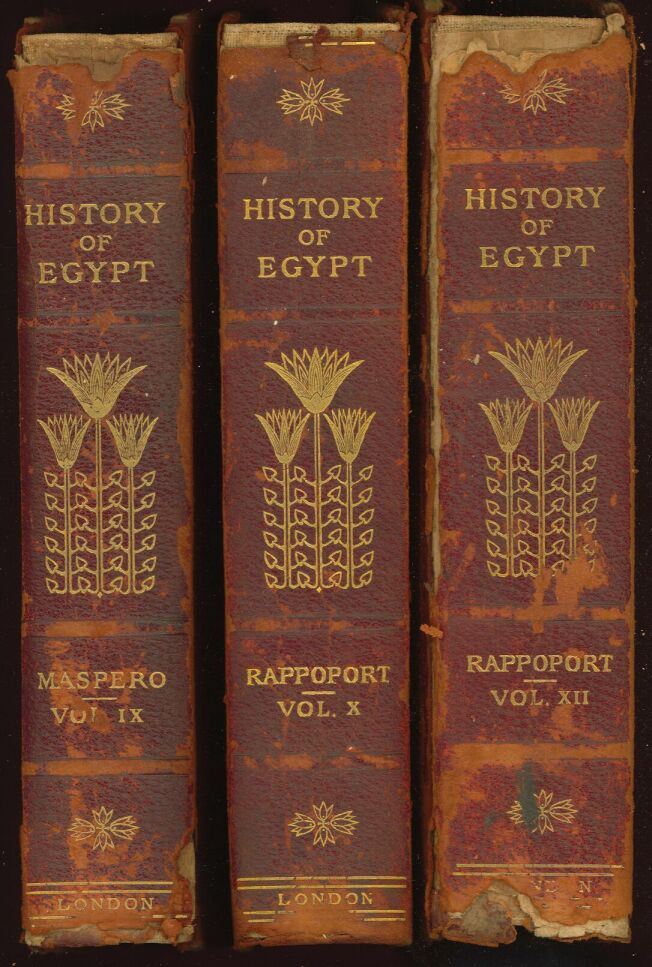 HISTORY
OF
EGYPT
MASPERO
VOL IX
LONDON
HISTORY
OF
EGYPT
RAPPOPORT
VOL. X
LONDON
HISTORY
OF
EGYPT
RAPPOPORT
VOL. XII